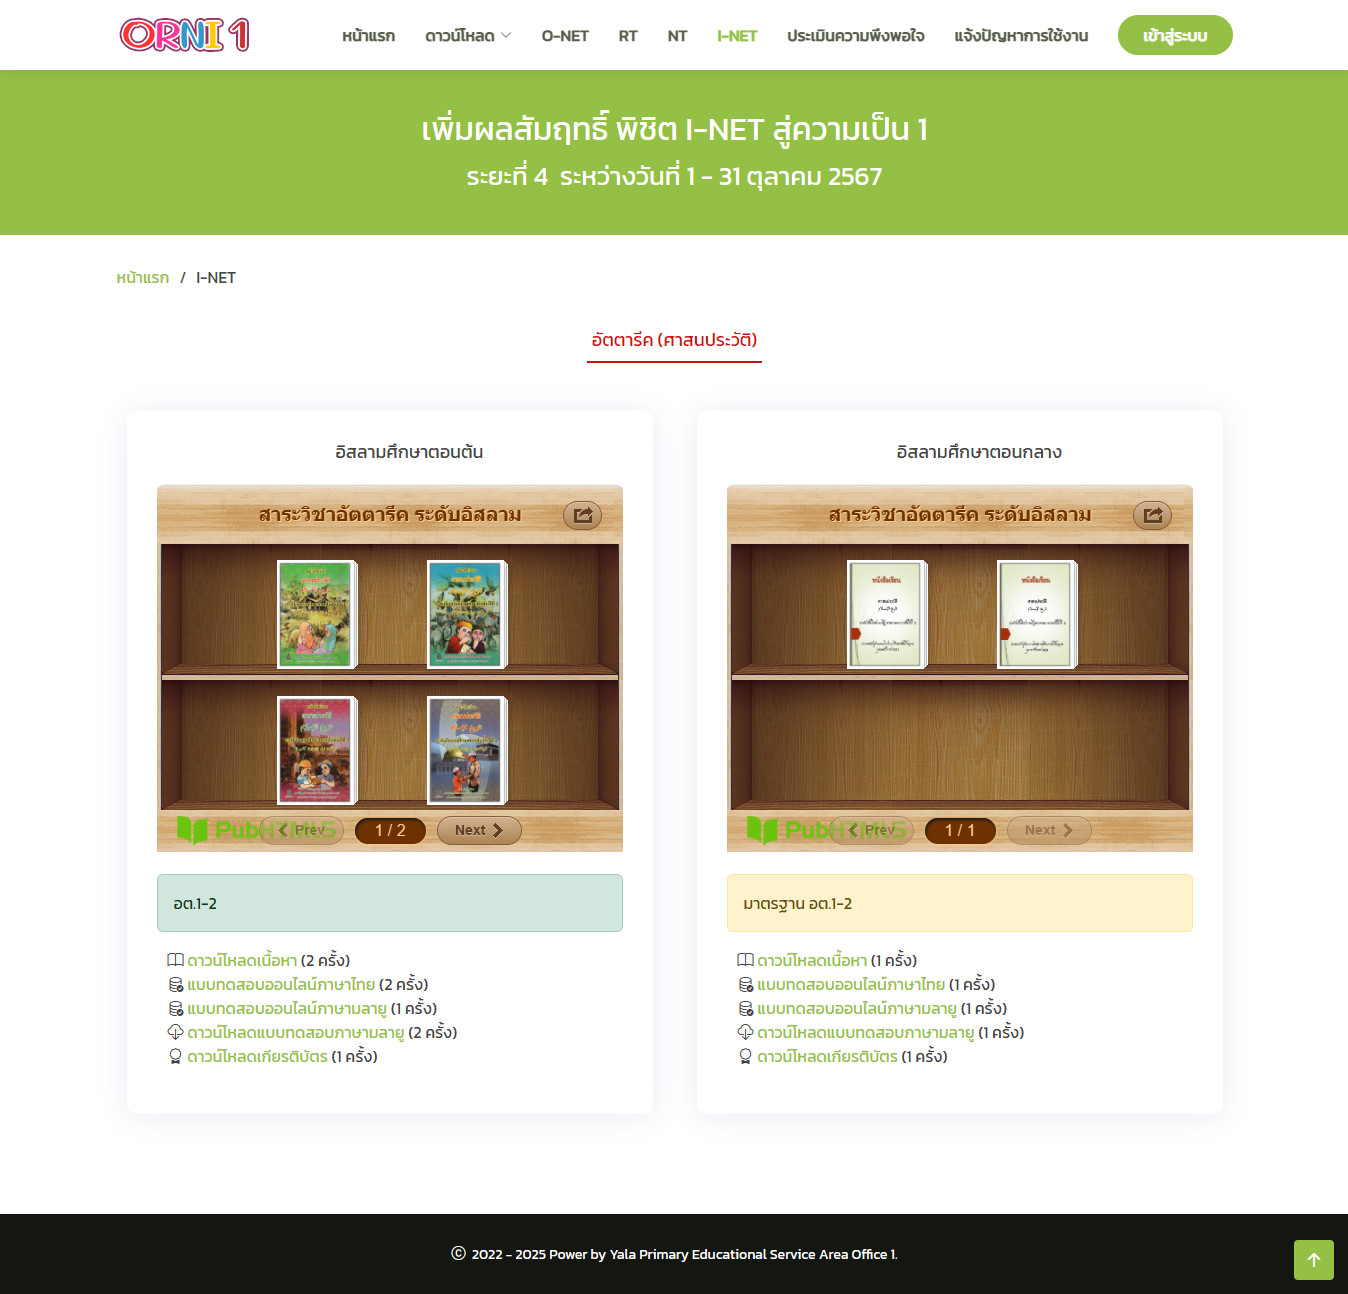 ORNI 1
หน้าแรก ดาวน์โหลด O-NET RT NT I-NET ประเมินความพึงพอใจ แจ้งปัญหาการใช้งาน เข้าสู่ระบบ
เพิ่มผลสัมฤทธิ์ พิชิต I-NET สู่ความเป็น 1
ระยะที่ 4 ระหว่างวันที่ 1 - 31 ตุลาคม 2567
หน้าแรก / I-NET
อัตตารีค (ศาสนประวัติ)
อิสลามศึกษาตอนต้น
สาระวิชาอัตตารีค ระดับอิสลาม
PubHTML5 Prev 1 / 2 Next
อต.1-2
ดาวน์โหลดเนื้อหา (2 ครั้ง)
แบบทดสอบออนไลน์ภาษาไทย (2 ครั้ง)
แบบทดสอบออนไลน์ภาษามลายู (1 ครั้ง)
ดาวน์โหลดแบบทดสอบภาษามลายู (2 ครั้ง)
ดาวน์โหลดเกียรติบัตร (1 ครั้ง)
อิสลามศึกษาตอนกลาง
สาระวิชาอัตตารีค ระดับอิสลาม
หนังสือเรียน
หนังสือเรียน
PubHTML5 Prev 1 / 1 Next
มาตรฐาน อต.1-2
ดาวน์โหลดเนื้อหา (1 ครั้ง)
แบบทดสอบออนไลน์ภาษาไทย (1 ครั้ง)
แบบทดสอบออนไลน์ภาษามลายู (1 ครั้ง)
ดาวน์โหลดแบบทดสอบภาษามลายู (1 ครั้ง)
ดาวน์โหลดเกียรติบัตร (1 ครั้ง)
© 2022 - 2025 Power by Yala Primary Educational Service Area Office 1.